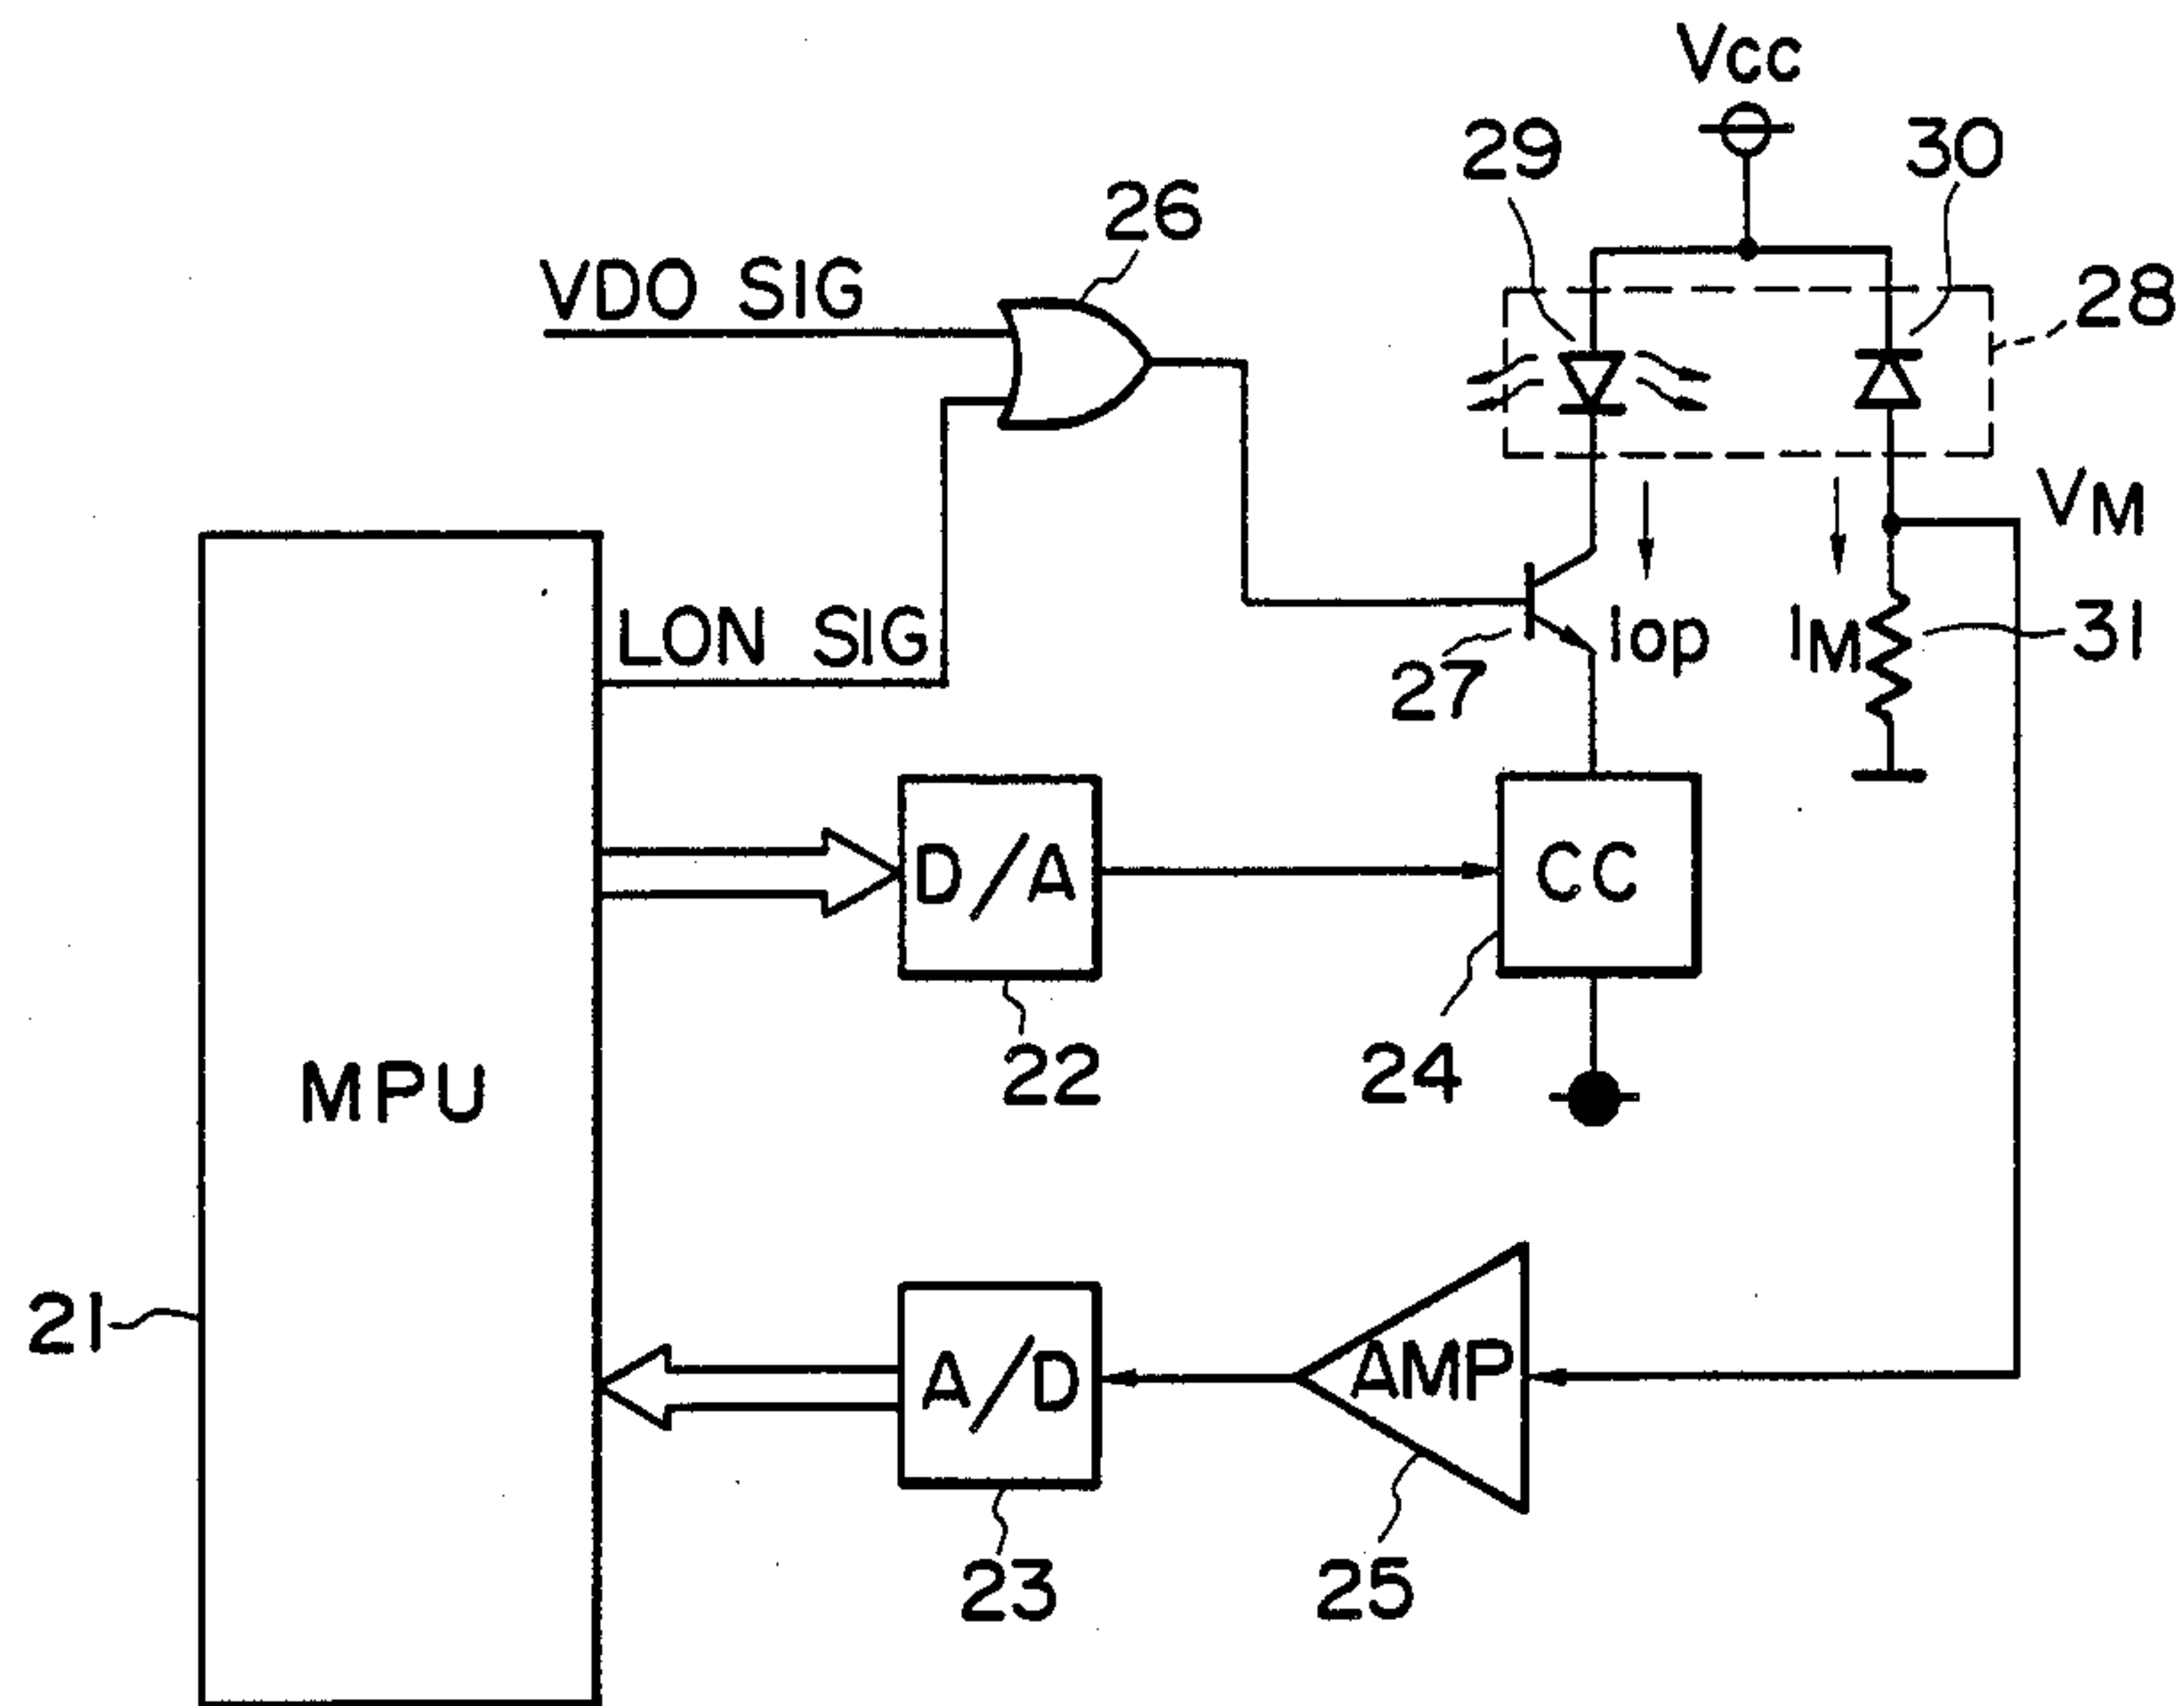 Vcc
29
30
26
VDO SIG
28
VM
LON SIG
Iop
IM
31
27
D/A
CC
MPU
22
24
21
A/D
AMP
23
25